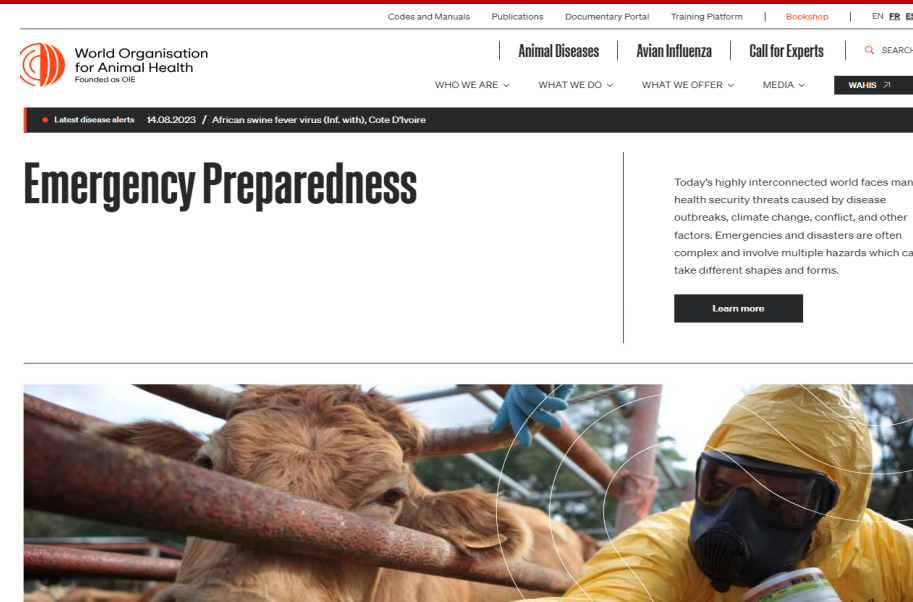 Codes and Manuals Publications Documentary Portal Training Platform Bookshop EN FR ES
World Organisation
for Animal Health
Founded as OIE
Animal Diseases Avian Influenza Call for Experts SEARCH
WHO WE ARE WHAT WE DO WHAT WE OFFER MEDIA WAHIS
Latest disease alerts 14.08.2023 / African swine fever virus (Inf. with), Cote D'Ivoire
Emergency Preparedness
Today's highly interconnected world faces man
health security threats caused by disease
outbreaks, climate change, conflict, and other
factors. Emergencies and disasters are often
complex and involve multiple hazards which ca
take different shapes and forms.
Learn more